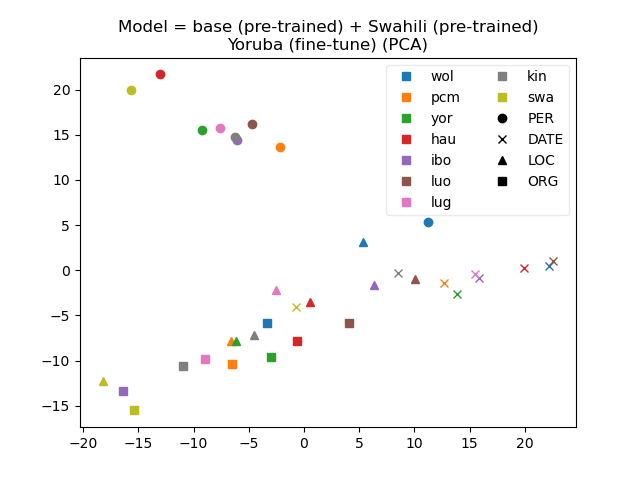 Model = base (pre-trained) + Swahili (pre-trained)
Yoruba (fine-tune) (PCA)
wol
pcm
yor
hau
ibo
luo
lug
kin
swa
PER
DATE
LOC
ORG
20
15
10
5
0
−5
−10
−15
−20
−15
−10
−5
0
5
10
15
20